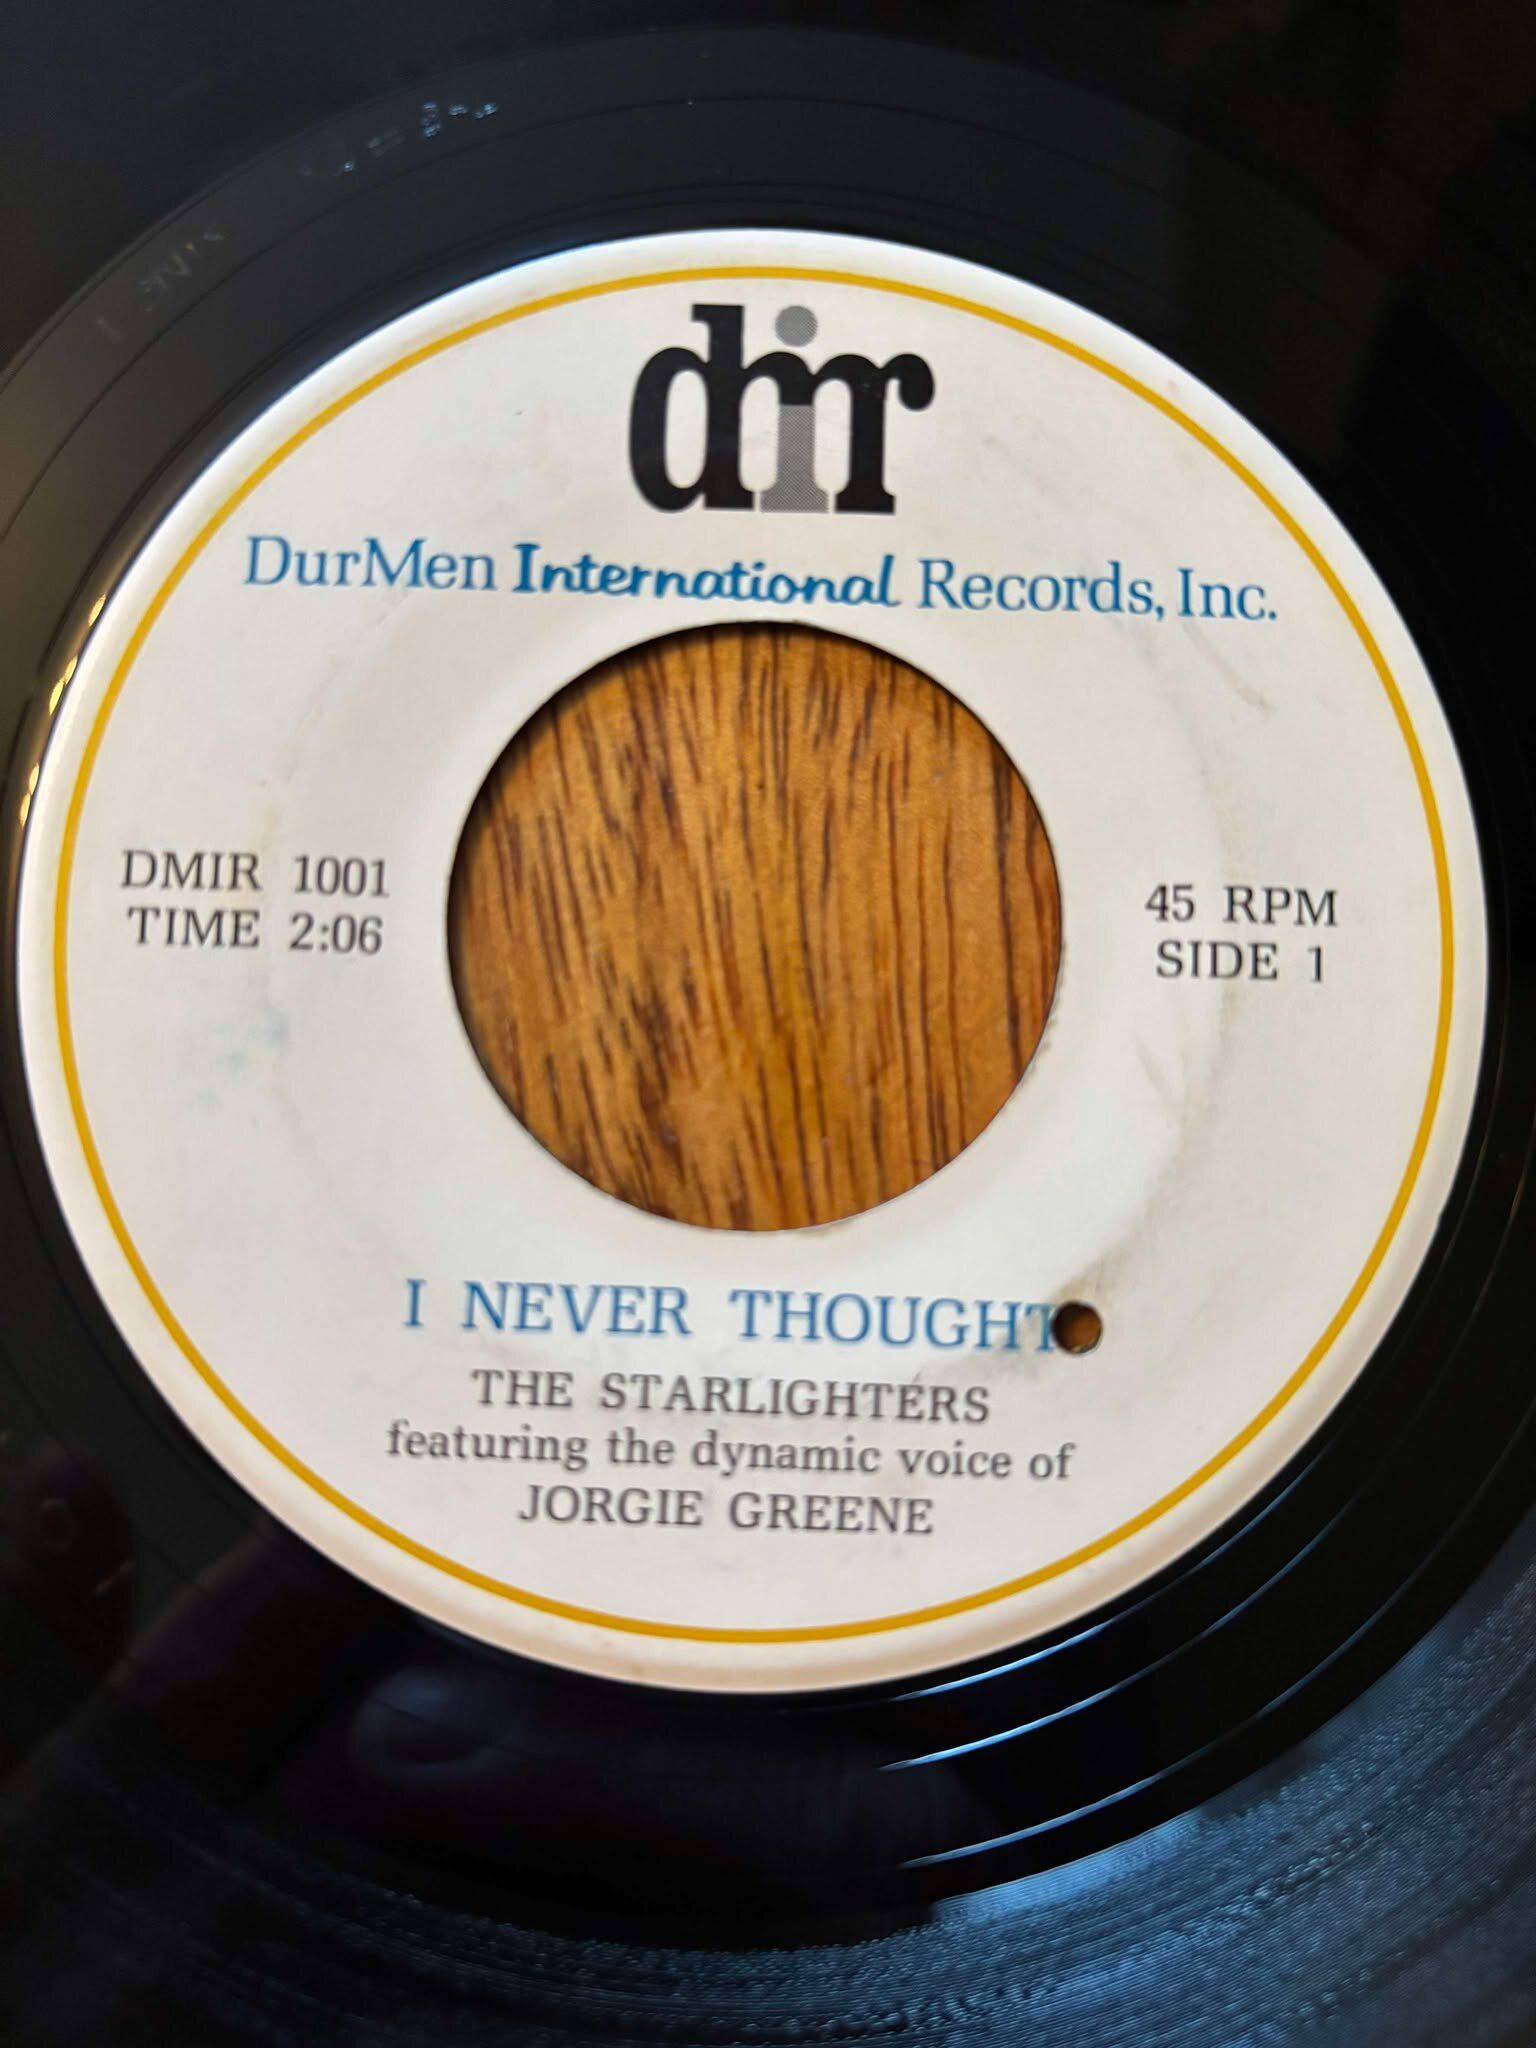 dmir
DurMen International Records, Inc.
DMIR 1001
TIME 2:06
45 RPM
SIDE 1
I NEVER THOUGHT
THE STARLIGHTERS
featuring the dynamic voice of
JORGIE GREENE